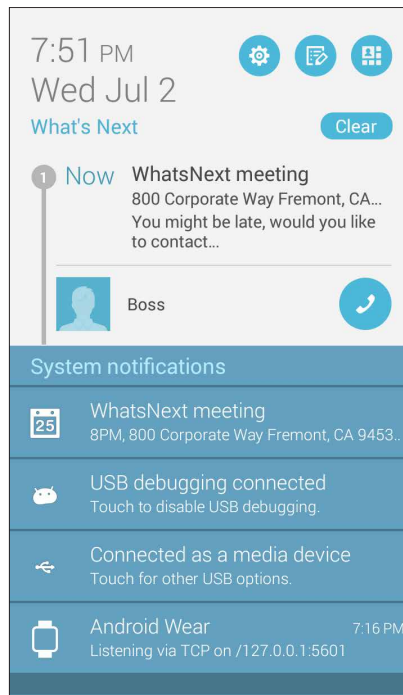 7:51 PM
Wed Jul 2
What's Next
Clear
1
Now
WhatsNext meeting
800 Corporate Way Fremont, CA...
You might be late, would you like
to contact...
Boss
System notifications
25
WhatsNext meeting
8PM, 800 Corporate Way Fremont, CA 9453..
USB debugging connected
Touch to disable USB debugging.
Connected as a media device
Touch for other USB options.
Android Wear
7:16 PM
Listening via TCP on /127.0.0.1:5601